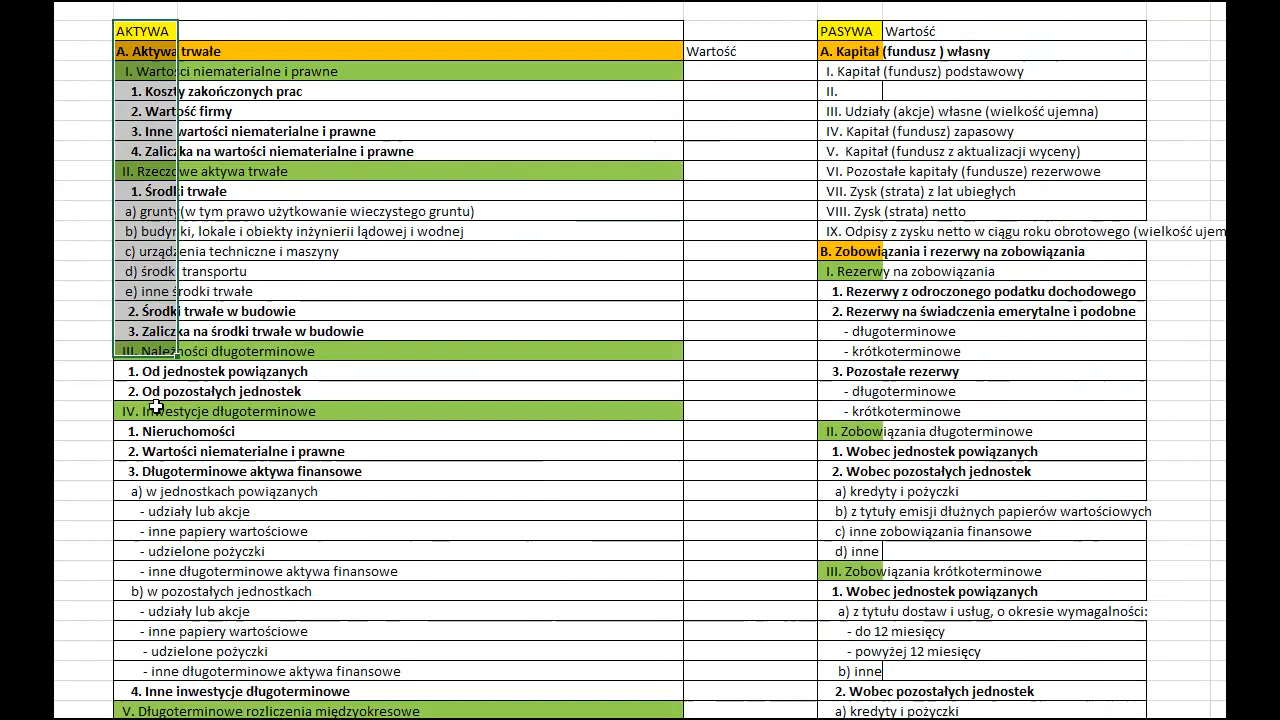 AKTYWA
A. Aktywa trwałe
Wartość
I. Wartości niematerialne i prawne
1. Koszty zakończonych prac
2. Wartość firmy
3. Inne wartości niematerialne i prawne
4. Zaliczka na wartości niematerialne i prawne
II. Rzeczowe aktywa trwałe
1. Środki trwałe
a) grunty (w tym prawo użytkowanie wieczystego gruntu)
b) budynki, lokale i obiekty inżynierii lądowej i wodnej
c) urządzenia techniczne i maszyny
d) środki transportu
e) inne środki trwałe
2. Środki trwałe w budowie
3. Zaliczka na środki trwałe w budowie
III. Należności długoterminowe
1. Od jednostek powiązanych
2. Od pozostałych jednostek
IV. Inwestycje długoterminowe
1. Nieruchomości
2. Wartości niematerialne i prawne
3. Długoterminowe aktywa finansowe
a) w jednostkach powiązanych
- udziały lub akcje
- inne papiery wartościowe
- udzielone pożyczki
- inne długoterminowe aktywa finansowe
b) w pozostałych jednostkach
- udziały lub akcje
- inne papiery wartościowe
- udzielone pożyczki
- inne długoterminowe aktywa finansowe
4. Inne inwestycje długoterminowe
V. Długoterminowe rozliczenia międzyokresowe
PASYWA
Wartość
A. Kapitał (fundusz ) własny
I. Kapitał (fundusz) podstawowy
II.
III. Udziały (akcje) własne (wielkość ujemna)
IV. Kapitał (fundusz) zapasowy
V. Kapitał (fundusz z aktualizacji wyceny)
VI. Pozostałe kapitały (fundusze) rezerwowe
VII. Zysk (strata) z lat ubiegłych
VIII. Zysk (strata) netto
IX. Odpisy z zysku netto w ciągu roku obrotowego (wielkość ujem
B. Zobowiązania i rezerwy na zobowiązania
I. Rezerwy na zobowiązania
1. Rezerwy z odroczonego podatku dochodowego
2. Rezerwy na świadczenia emerytalne i podobne
- długoterminowe
- krótkoterminowe
3. Pozostałe rezerwy
- długoterminowe
- krótkoterminowe
II. Zobowiązania długoterminowe
1. Wobec jednostek powiązanych
2. Wobec pozostałych jednostek
a) kredyty i pożyczki
b) z tytuły emisji dłużnych papierów wartościowych
c) inne zobowiązania finansowe
d) inne
III. Zobowiązania krótkoterminowe
1. Wobec jednostek powiązanych
a) z tytułu dostaw i usług, o okresie wymagalności:
- do 12 miesięcy
- powyżej 12 miesięcy
b) inne
2. Wobec pozostałych jednostek
a) kredyty i pożyczki